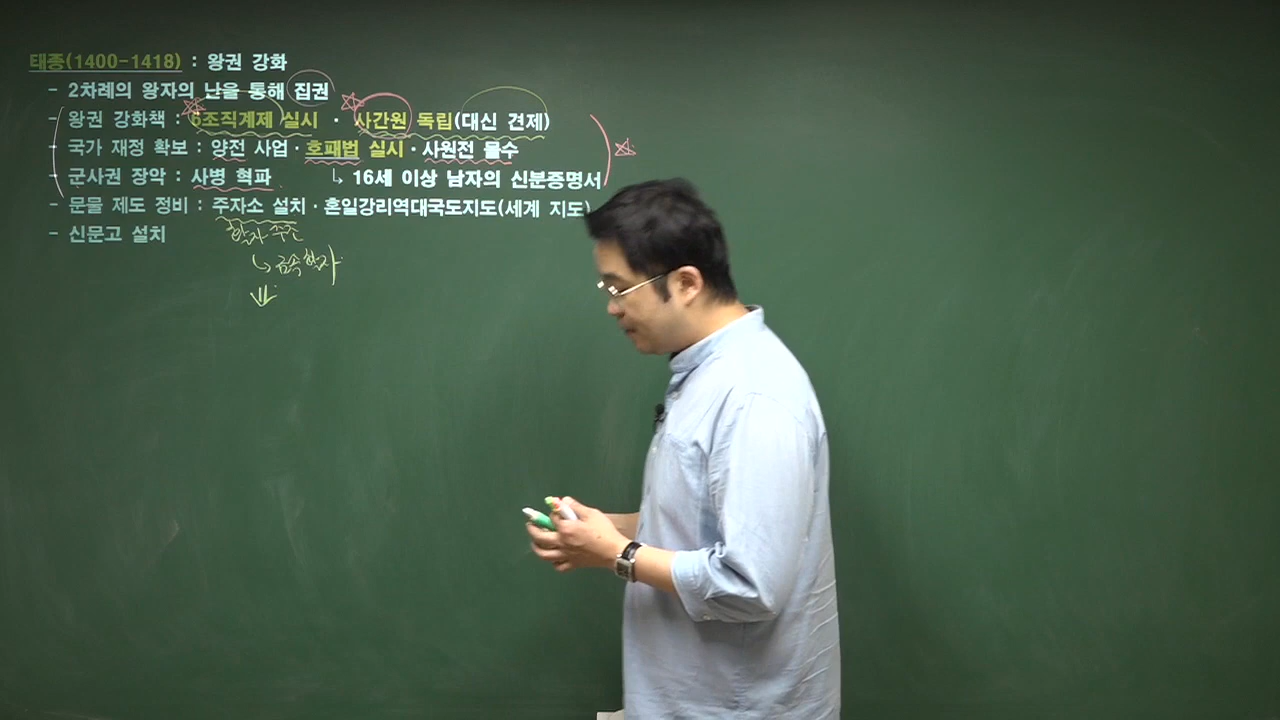 태종(1400-1418) : 왕권 강화
- 2차례의 왕자의 난을 통해 집권
- 왕권 강화책 : 6조직계제 실시 · 사간원 독립(대신 견제)
- 국가 재정 확보 : 양전 사업 · 호패법 실시 · 사원전 몰수
- 군사권 장악 : 사병 혁파 ↳ 16세 이상 남자의 신분증명서
- 문물 제도 정비 : 주자소 설치 · 혼일강리역대국도지도(세계 지도)
- 신문고 설치
활자 주조
↳ 금속활자